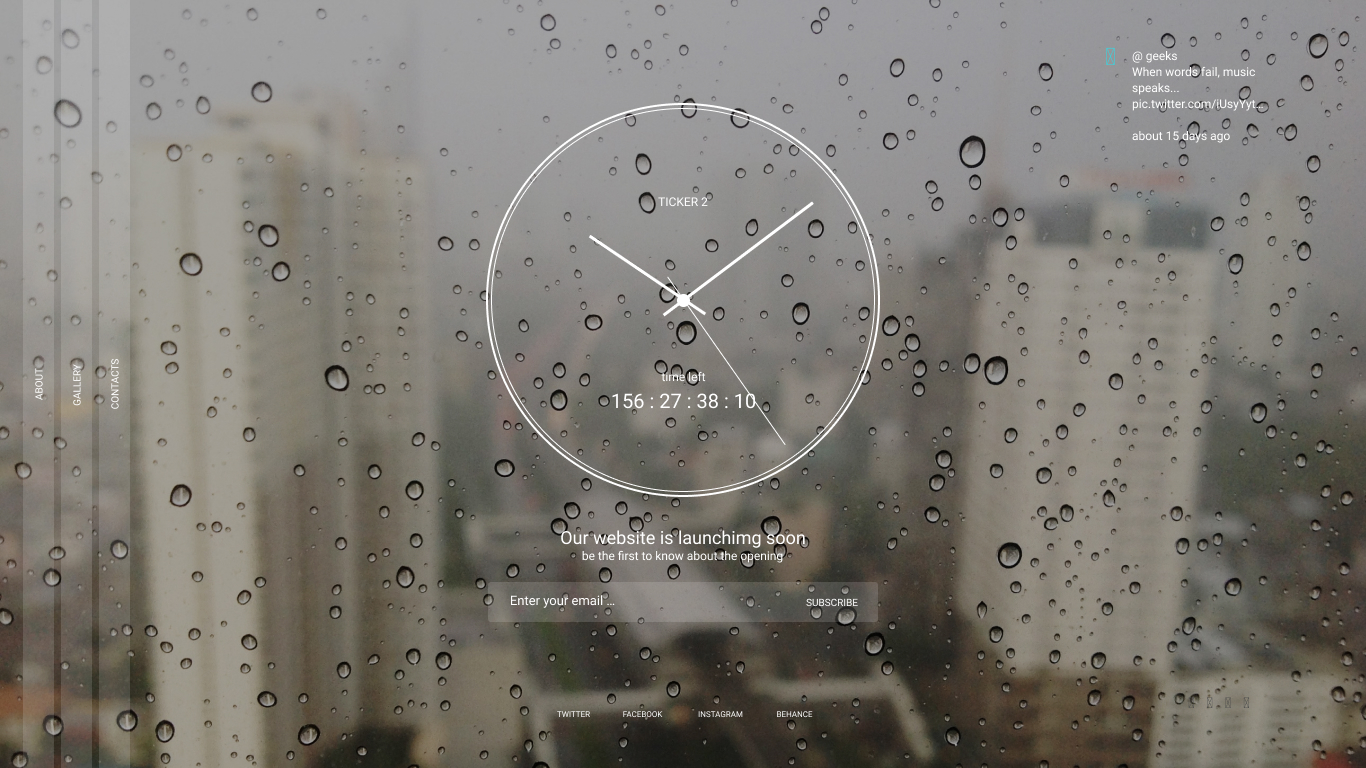 @ geeks
When words fail, music
speaks...
pic.twitter.com/iUsyYyt...
about 15 days ago
TICKER 2
time left
156 : 27 : 38 : 10
ABOUT
GALLERY
CONTACTS
Our website is launchimg soon
be the first to know about the opening
Enter your email ...
SUBSCRIBE
TWITTER
FACEBOOK
INSTAGRAM
BEHANCE